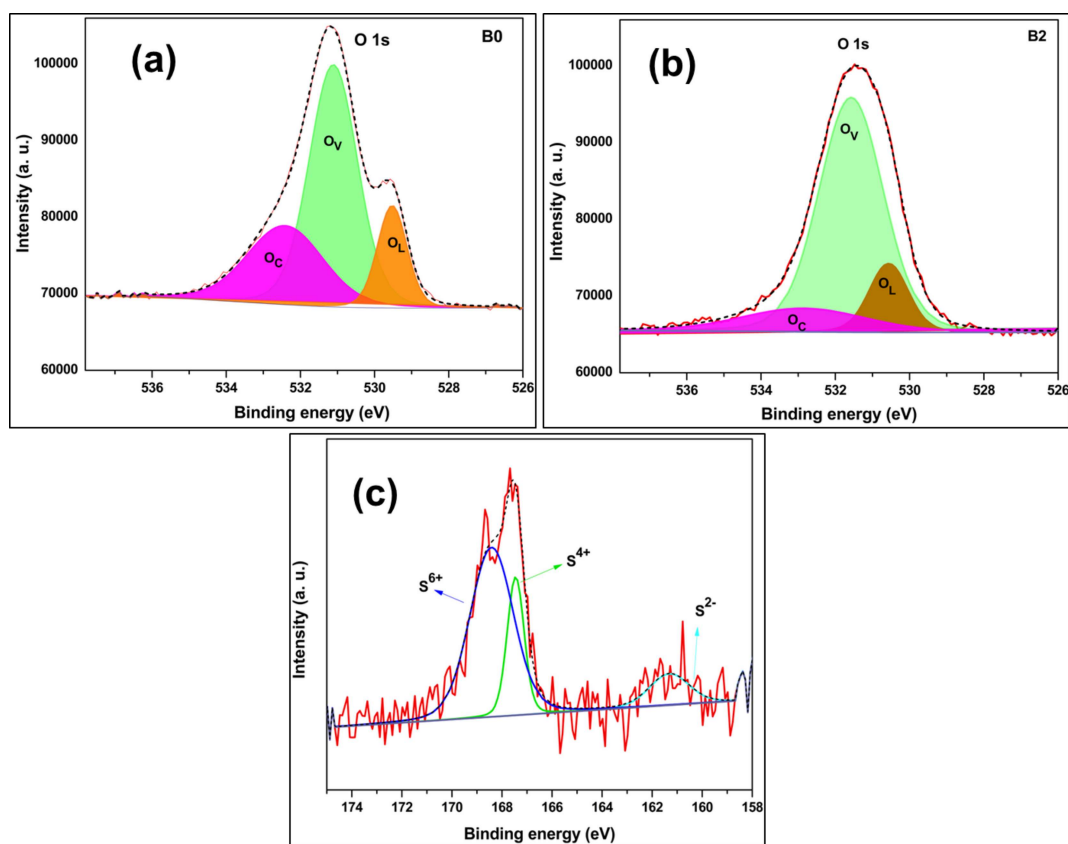 (a)
O 1s
B0
O_V
O_C
O_L
Intensity (a. u.)
100000
90000
80000
70000
60000
536 534 532 530 528 526
Binding energy (eV)
(b)
O 1s
B2
O_V
O_L
O_C
Intensity (a. u.)
100000
90000
80000
70000
60000
536 534 532 530 528 526
Binding energy (eV)
(c)
S^6+
S^4+
S^2-
Intensity (a. u.)
174 172 170 168 166 164 162 160 158
Binding energy (eV)